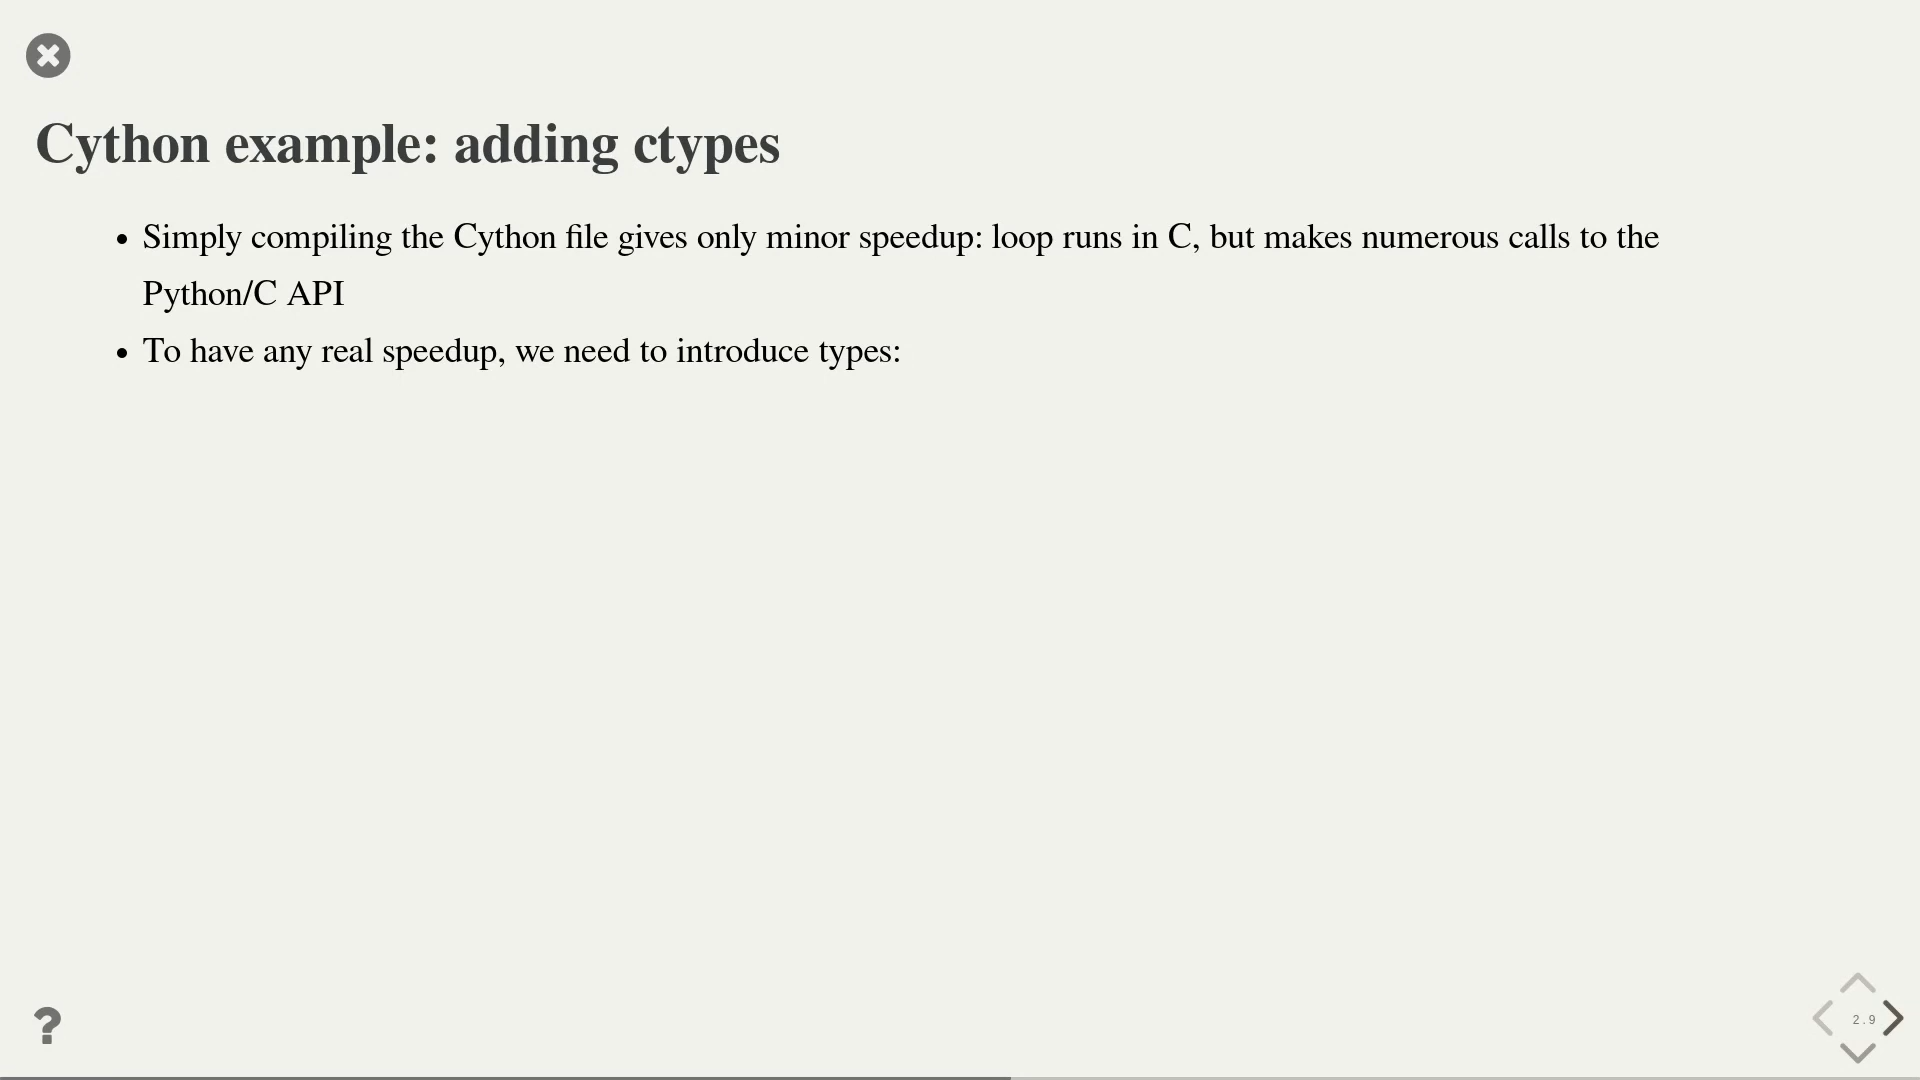 Cython example: adding ctypes
• Simply compiling the Cython file gives only minor speedup: loop runs in C, but makes numerous calls to the
Python/C API
• To have any real speedup, we need to introduce types:
?
2.9